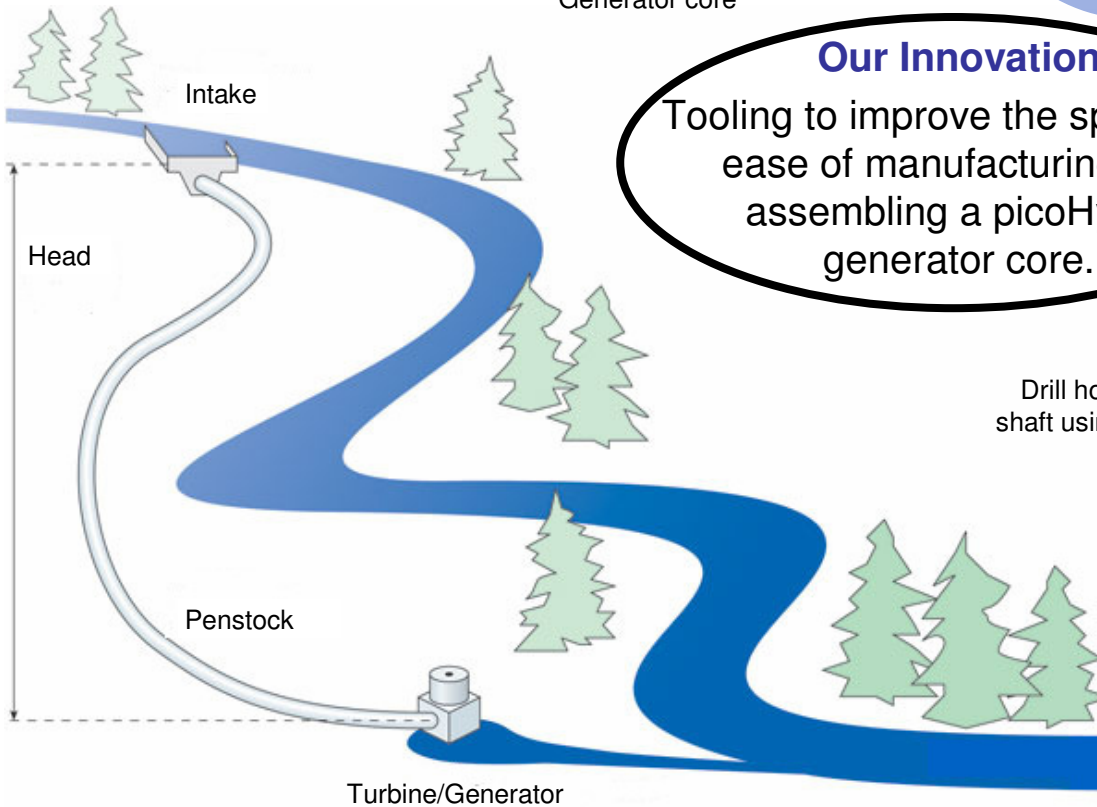 Generator core
Our Innovation
Tooling to improve the sp
ease of manufacturin
assembling a picoH
generator core.
Intake
Head
Drill ho
shaft usin
Penstock
Turbine/Generator